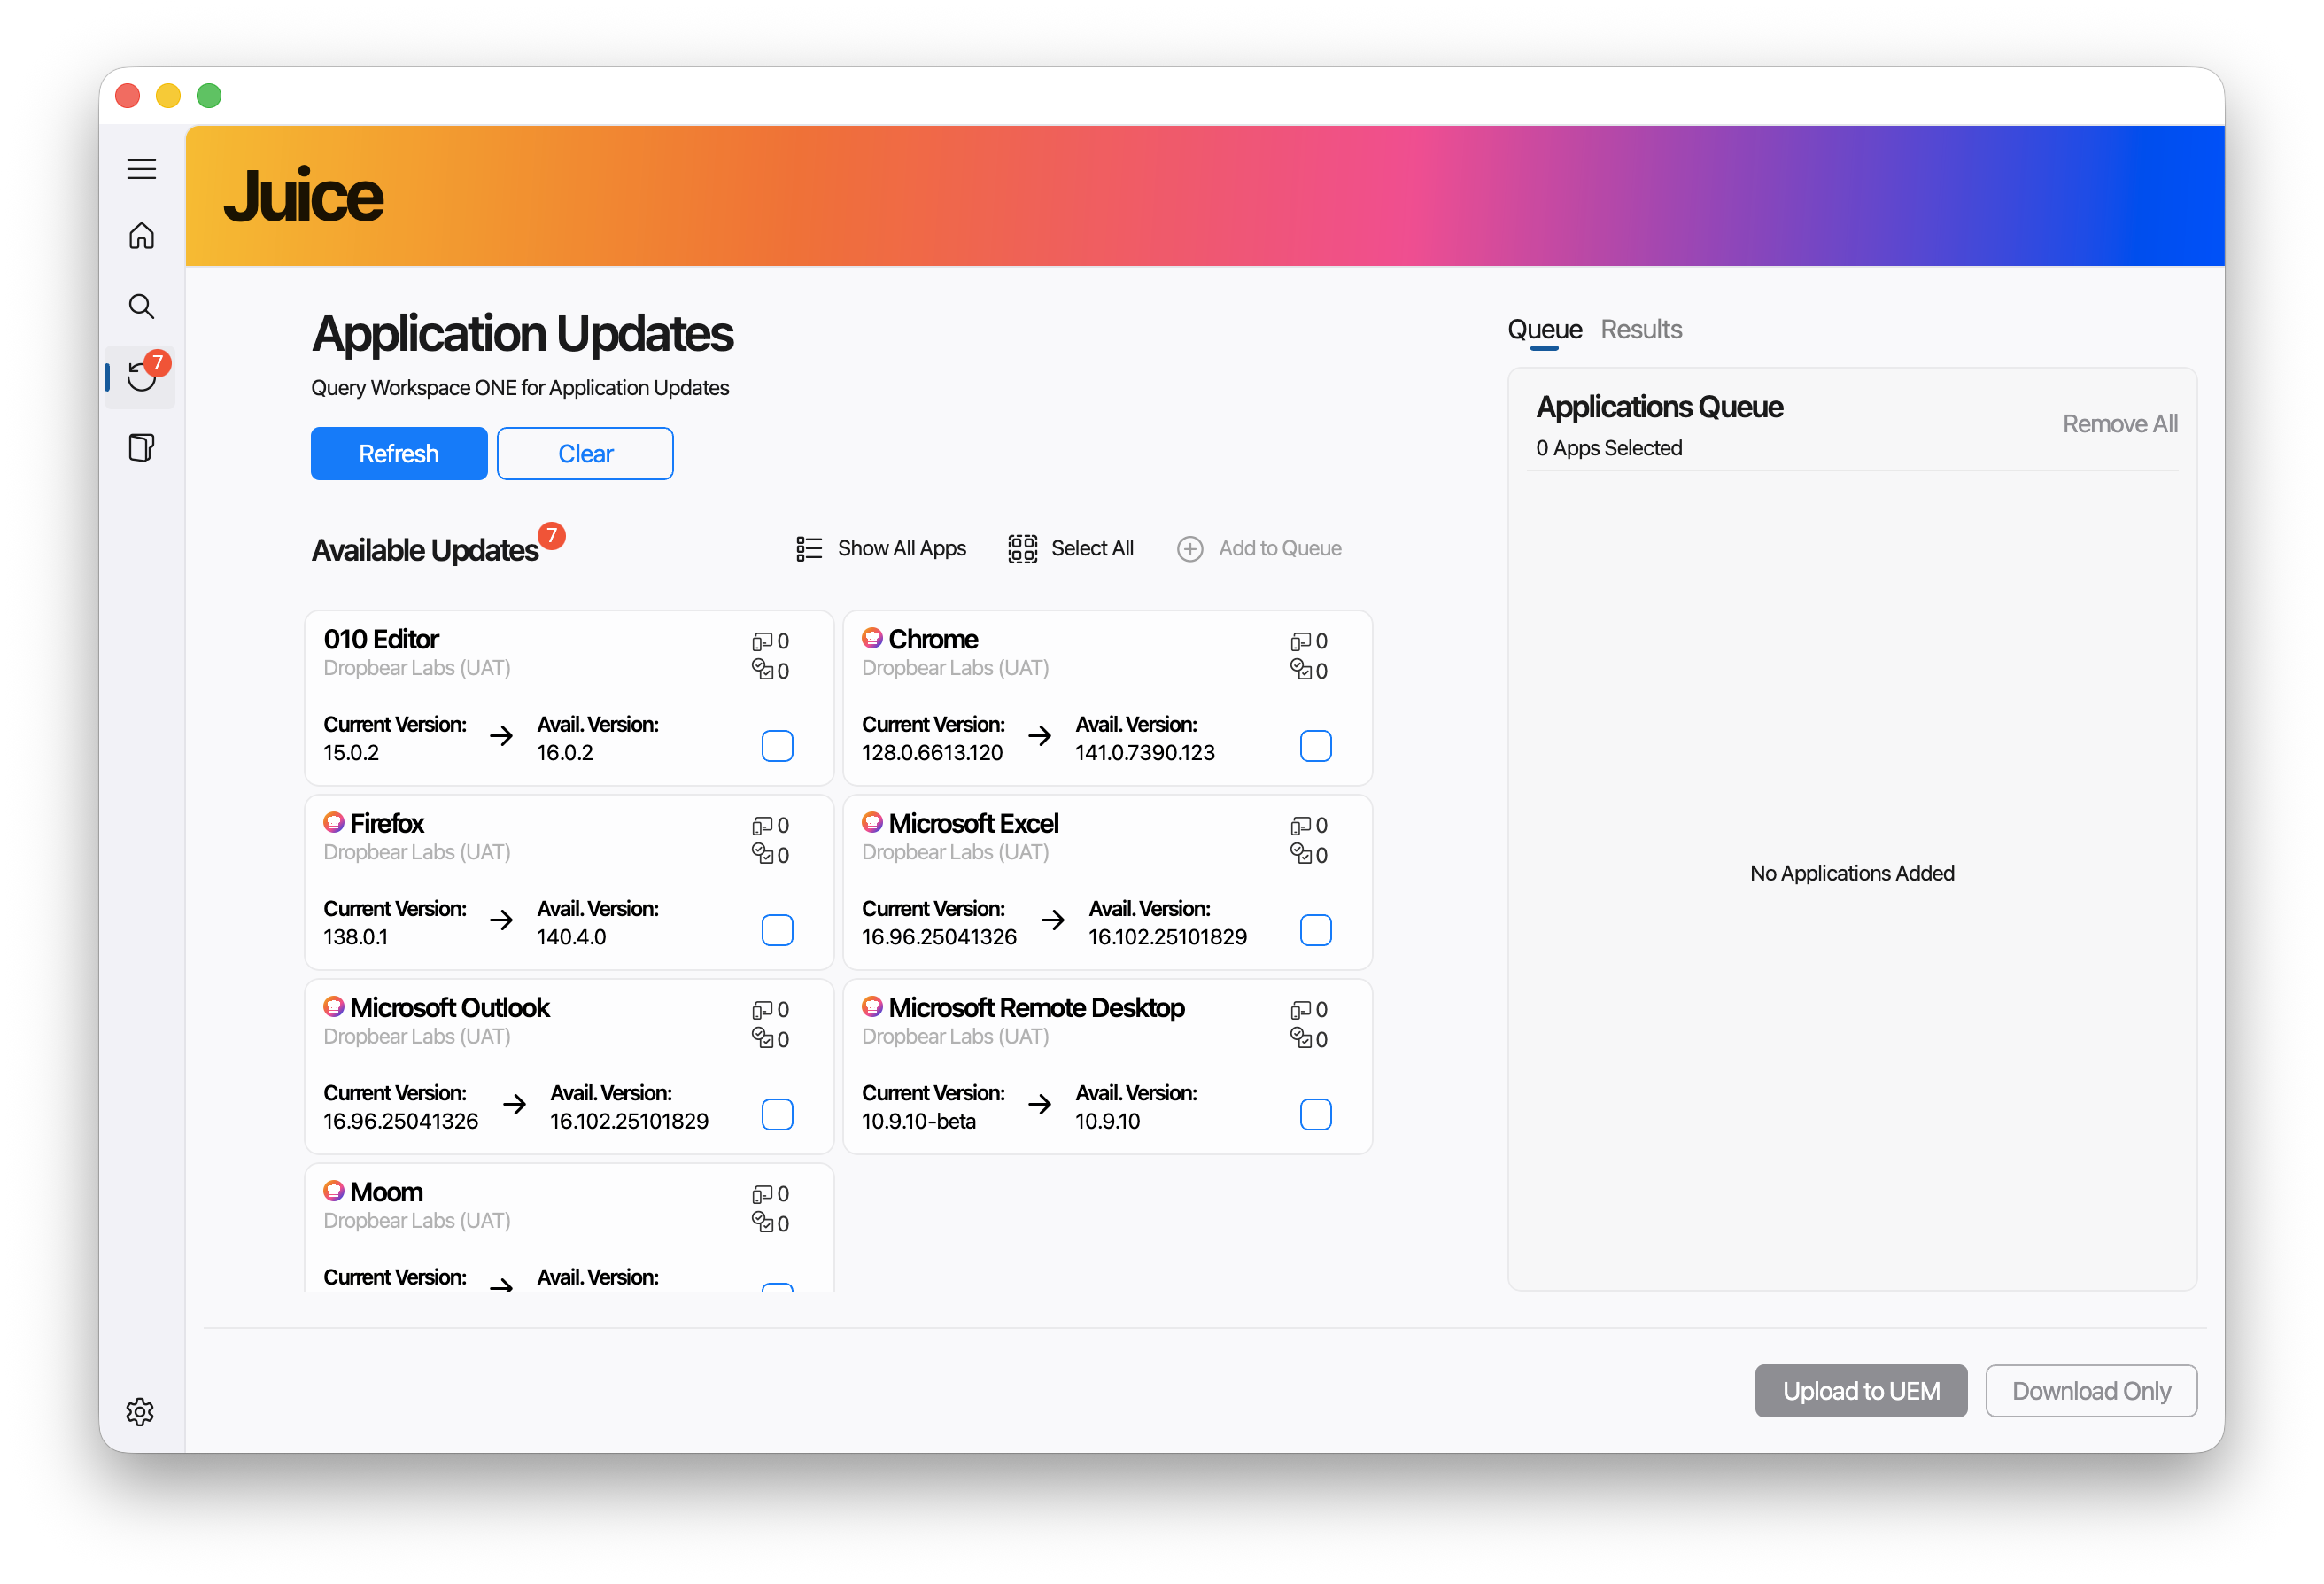 Juice
7
Application Updates
Query Workspace ONE for Application Updates
Refresh
Clear
Available Updates 7
Show All Apps
Select All
Add to Queue
010 Editor
Dropbear Labs (UAT)
0
0
Current Version:
15.0.2
Avail. Version:
16.0.2
Chrome
Dropbear Labs (UAT)
0
0
Current Version:
128.0.6613.120
Avail. Version:
141.0.7390.123
Firefox
Dropbear Labs (UAT)
0
0
Current Version:
138.0.1
Avail. Version:
140.4.0
Microsoft Excel
Dropbear Labs (UAT)
0
0
Current Version:
16.96.25041326
Avail. Version:
16.102.25101829
Microsoft Outlook
Dropbear Labs (UAT)
0
0
Current Version:
16.96.25041326
Avail. Version:
16.102.25101829
Microsoft Remote Desktop
Dropbear Labs (UAT)
0
0
Current Version:
10.9.10-beta
Avail. Version:
10.9.10
Moom
Dropbear Labs (UAT)
0
0
Current Version:
Avail. Version:
Queue
Results
Applications Queue
0 Apps Selected
Remove All
No Applications Added
Upload to UEM
Download Only